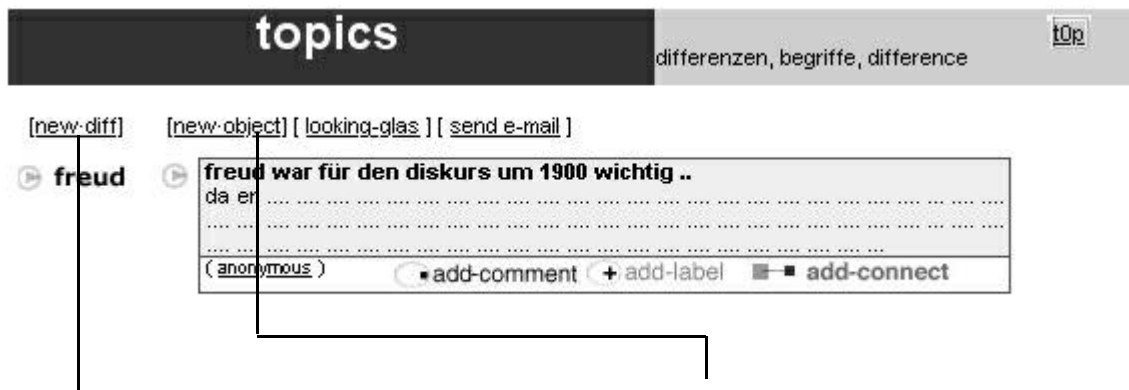 topics
differenzen, begriffe, difference
t0p
[new·diff] [new·object] [ looking-glas ] [ send e-mail ]
freud
freud war für den diskurs um 1900 wichtig ..
da er .... .... .... .... .... .... .... .... .... .... .... .... .... .... .... .... .... ... .... ....
.... .... .... .... .... .... .... .... .... .... .... .... .... .... .... .... .... .... .... .... .... ....
.... .... .... .... .... .... .... .... .... .... .... .... .... .... .... .... .... .... ...
( anonymous ) add-comment add-label add-connect